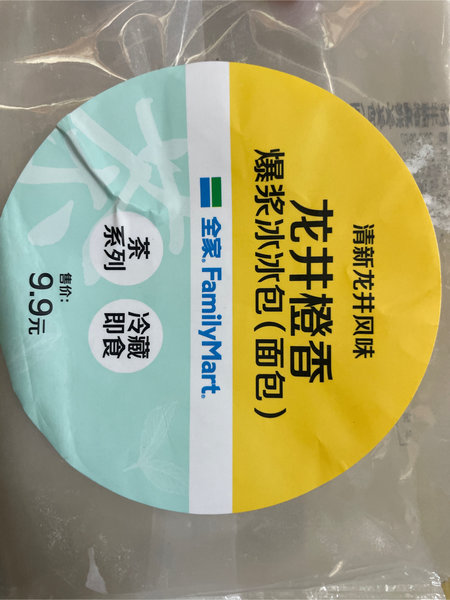 清新龙井风味
龙井橙香
爆浆冰冰包(面包)
全家® FamilyMart®
茶
系列
冷藏
即食
售价:
9.9元
茶